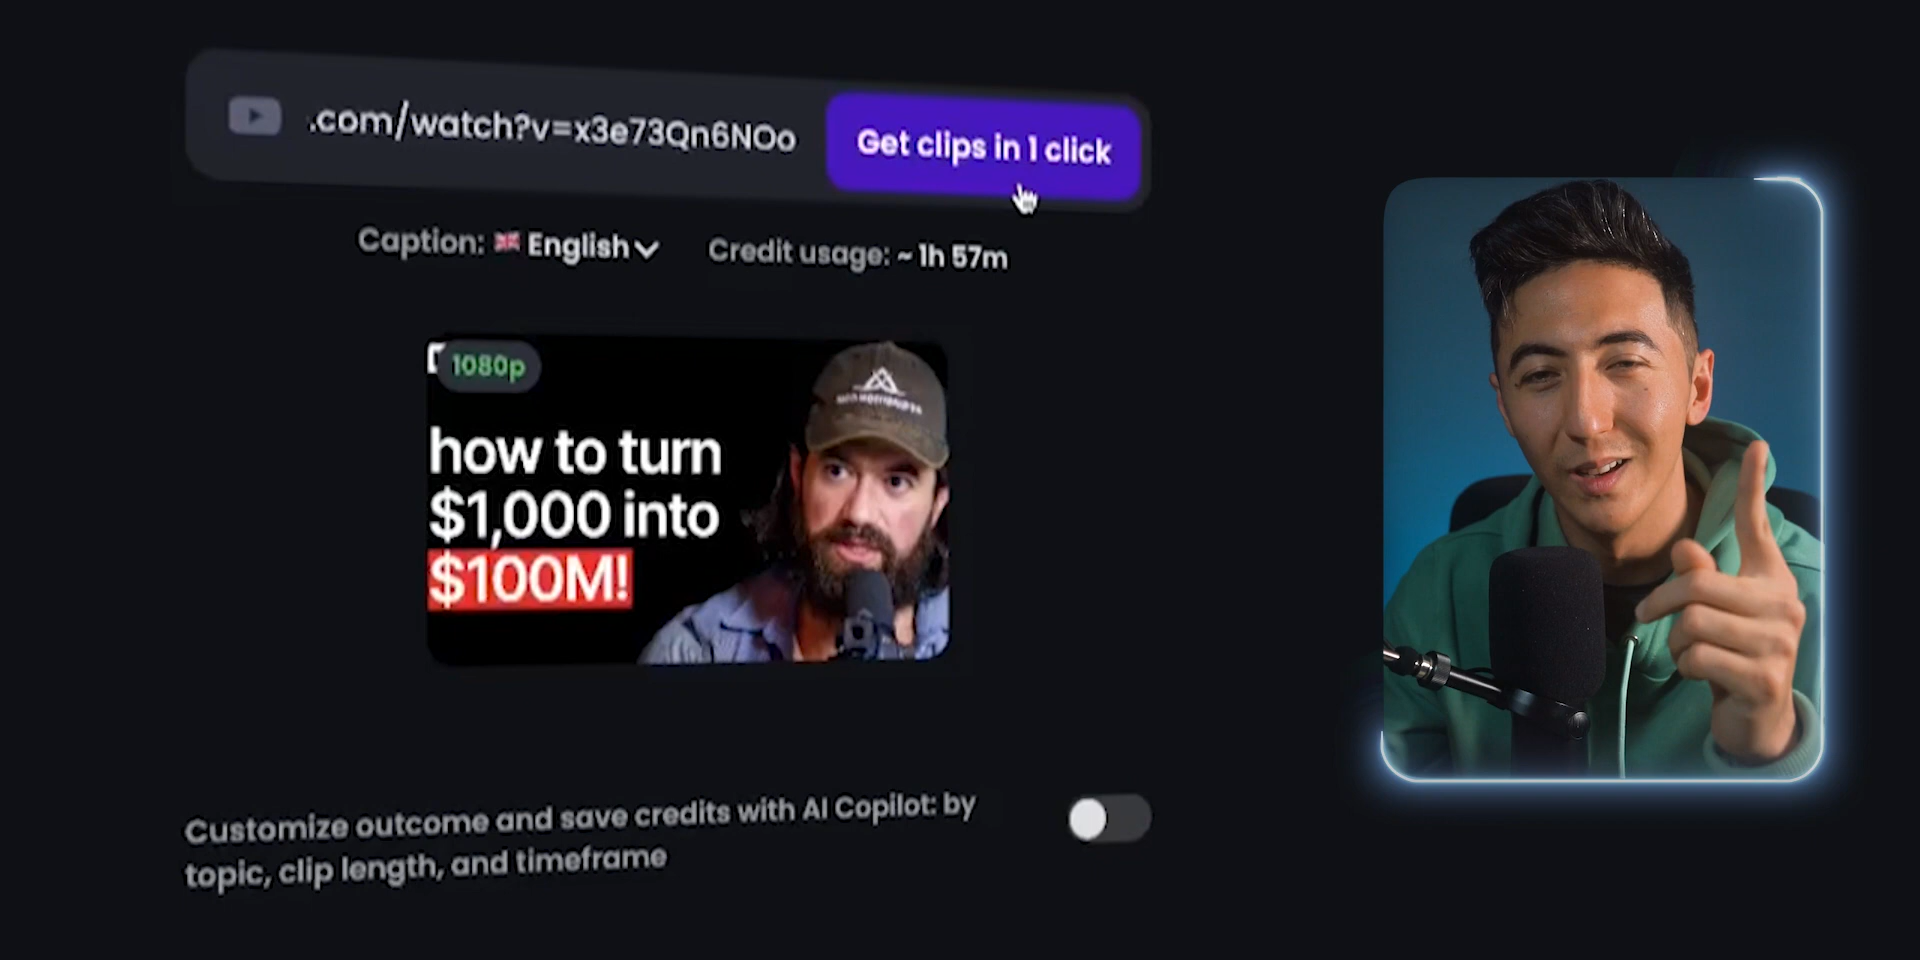 .com/watch?v=x3e73Qn6NOo
Get clips in 1 click
Caption: English
Credit usage: ~ 1h 57m
1080p
how to turn
$1,000 into
$100M!
Customize outcome and save credits with AI Copilot: by
topic, clip length, and timeframe